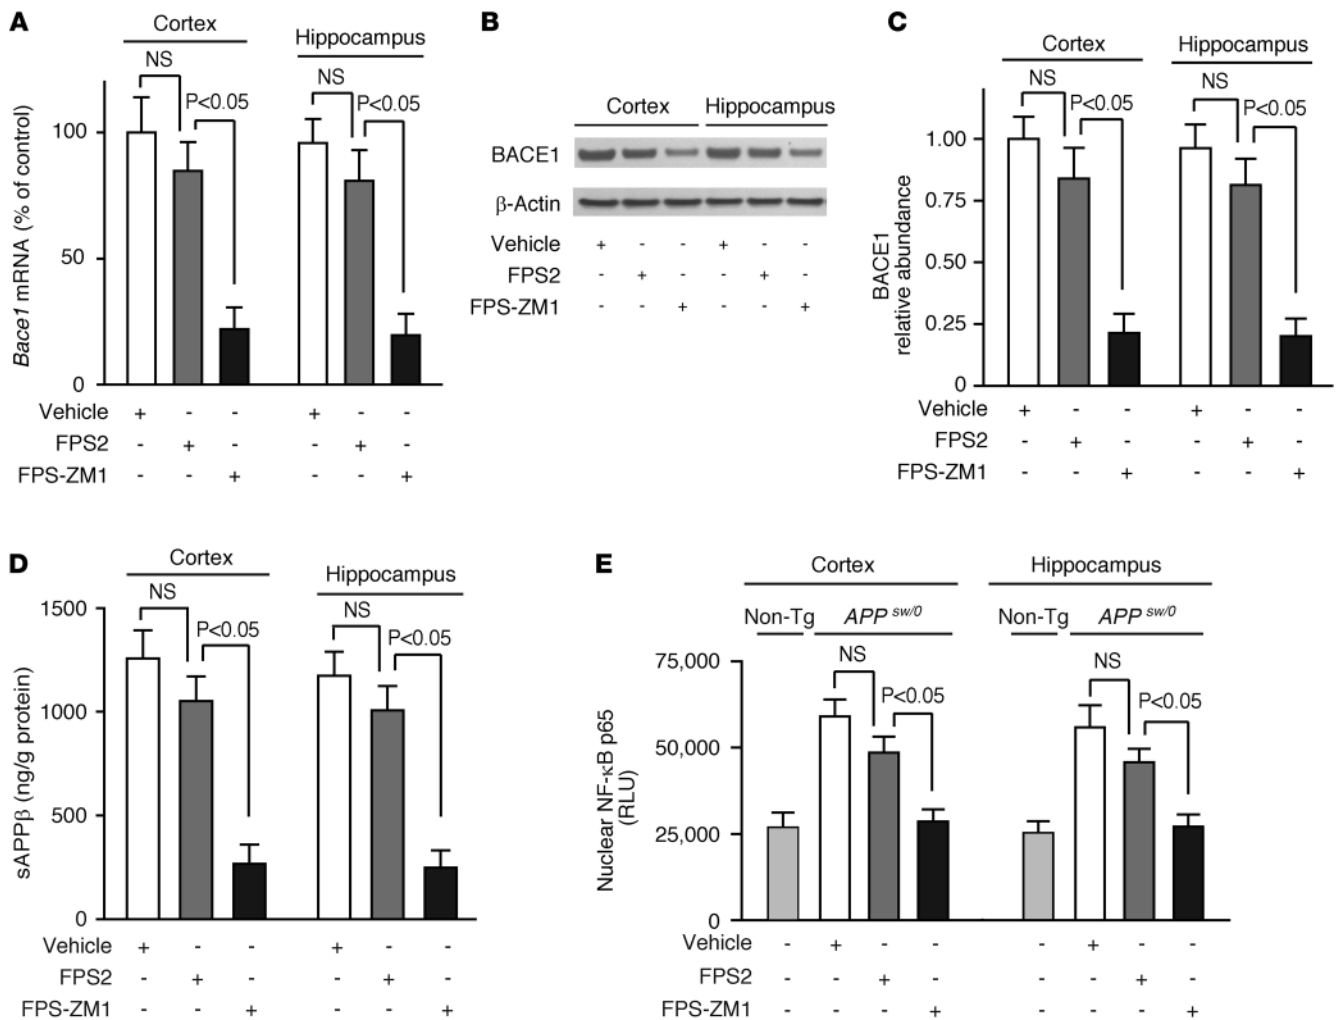 A
Cortex
Hippocampus
NS
P<0.05
NS
P<0.05
Bace1 mRNA (% of control)
100
50
0
Vehicle + - - + - -
FPS2 - + - - + -
FPS-ZM1 - - + - - +
B
Cortex Hippocampus
BACE1
β-Actin
Vehicle + - - + - -
FPS2 - + - - + -
FPS-ZM1 - - + - - +
C
Cortex
Hippocampus
NS
P<0.05
NS
P<0.05
BACE1
relative abundance
1.00
0.75
0.50
0.25
0
Vehicle + - - + - -
FPS2 - + - - + -
FPS-ZM1 - - + - - +
D
Cortex
Hippocampus
NS
P<0.05
NS
P<0.05
sAPPβ (ng/g protein)
1500
1000
500
0
Vehicle + - - + - -
FPS2 - + - - + -
FPS-ZM1 - - + - - +
E
Cortex Hippocampus
Non-Tg APP sw/0 Non-Tg APP sw/0
NS
P<0.05
NS
P<0.05
Nuclear NF-κB p65
(RLU)
75,000
50,000
25,000
0
Vehicle - + - - - + - -
FPS2 - - + - - - + -
FPS-ZM1 - - - + - - - +